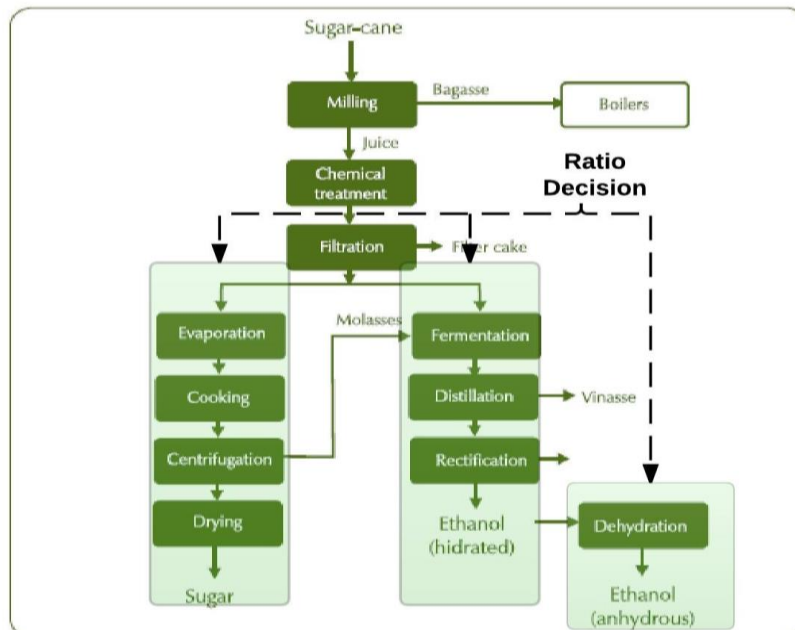 Sugar-cane
Milling
Bagasse
Boilers
Juice
Ratio
Decision
Chemical
treatment
Filtration
Filter cake
Evaporation
Molasses
Fermentation
Cooking
Distillation
Vinasse
Centrifugation
Rectification
Drying
Ethanol
(hidrated)
Dehydration
Sugar
Ethanol
(anhydrous)